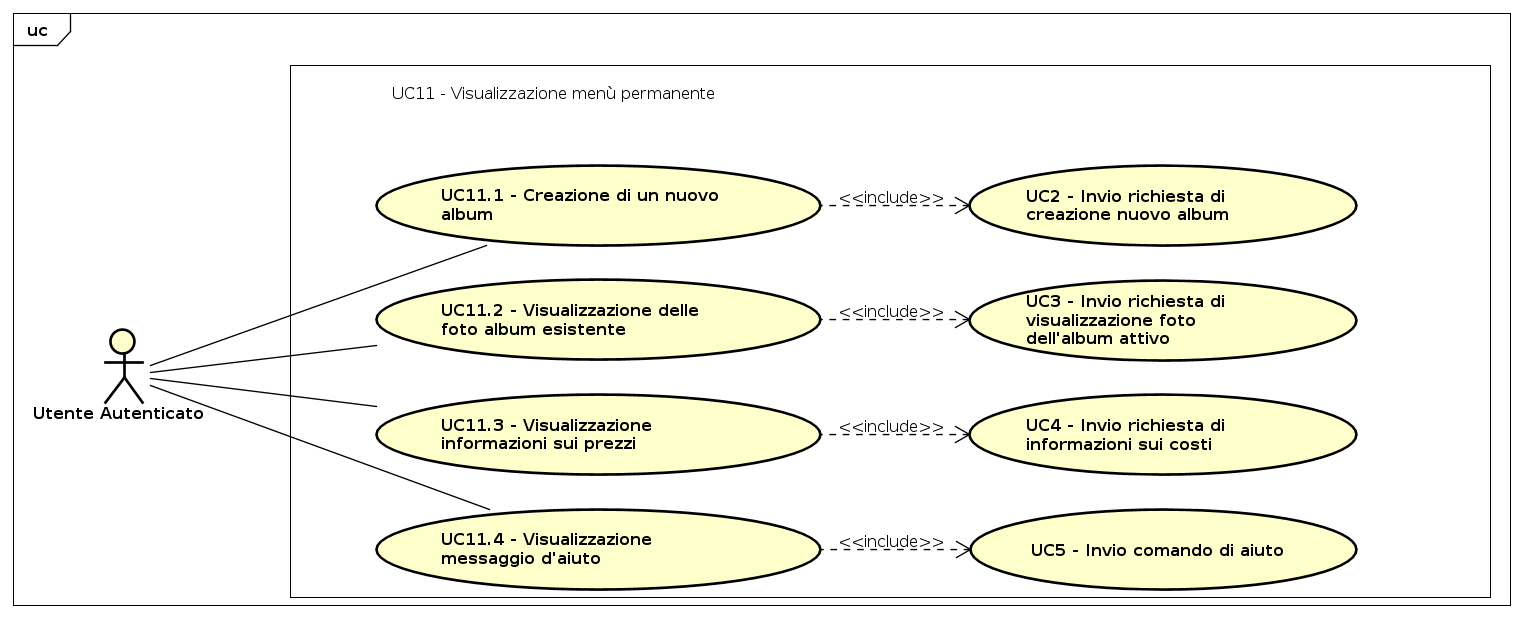 uc
UC11 - Visualizzazione menù permanente
UC11.1 - Creazione di un nuovo
album
<<include>>
UC2 - Invio richiesta di
creazione nuovo album
UC11.2 - Visualizzazione delle
foto album esistente
<<include>>
UC3 - Invio richiesta di
visualizzazione foto
dell'album attivo
Utente Autenticato
UC11.3 - Visualizzazione
informazioni sui prezzi
<<include>>
UC4 - Invio richiesta di
informazioni sui costi
UC11.4 - Visualizzazione
messaggio d'aiuto
<<include>>
UC5 - Invio comando di aiuto